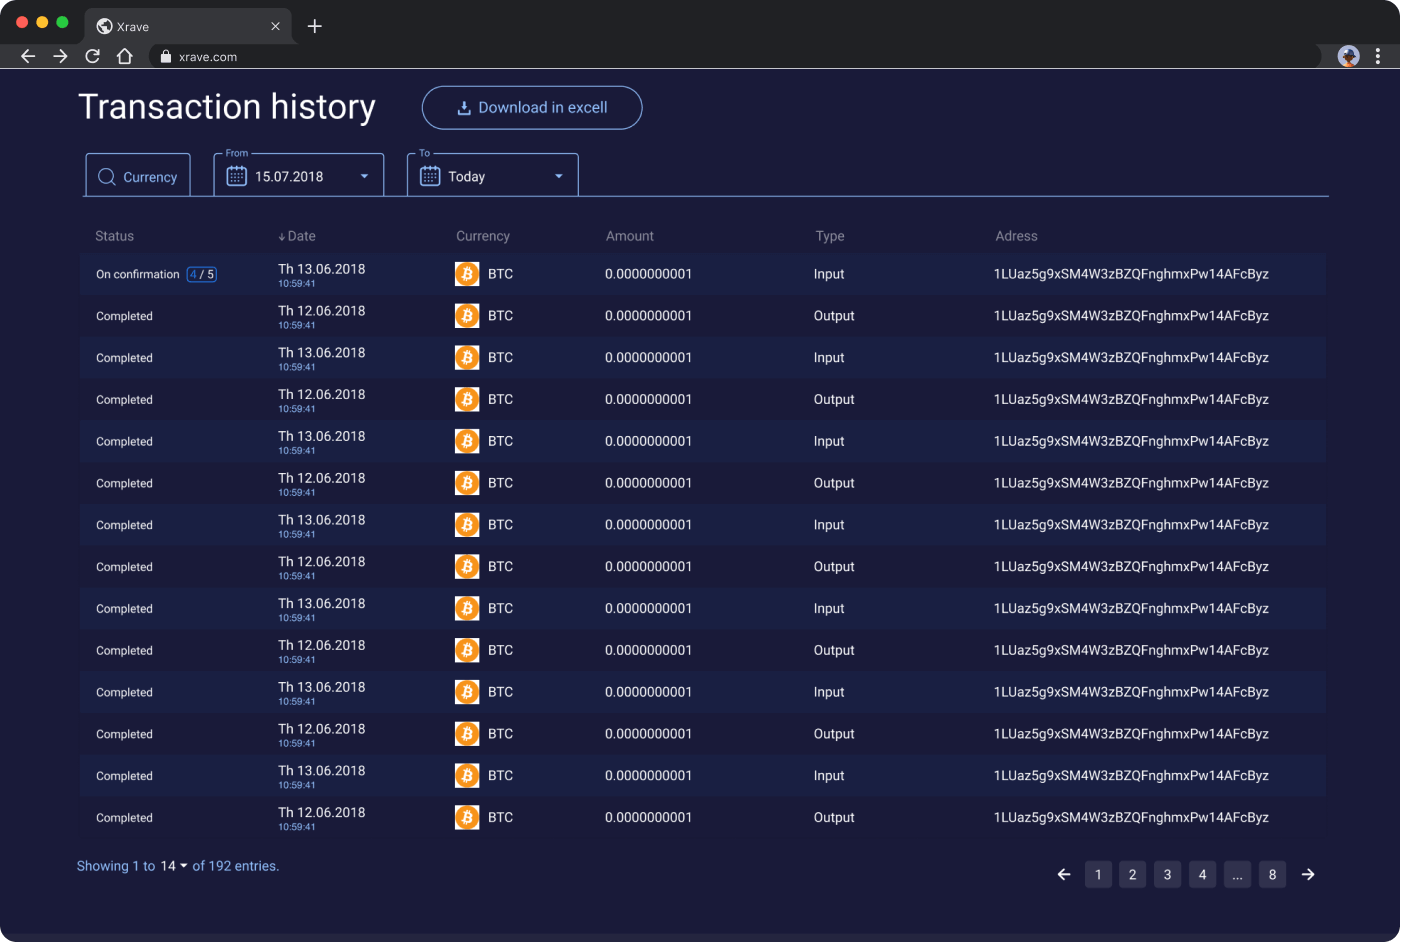 Xrave
xrave.com
Transaction history
Download in excell
Currency
From
15.07.2018
To
Today
Status Date Currency Amount Type Adress
On confirmation 4 / 5 Th 13.06.2018 10:59:41 BTC 0.0000000001 Input 1LUaz5g9xSM4W3zBZQFnghmxPw14AFcByz
Completed Th 12.06.2018 10:59:41 BTC 0.0000000001 Output 1LUaz5g9xSM4W3zBZQFnghmxPw14AFcByz
Completed Th 13.06.2018 10:59:41 BTC 0.0000000001 Input 1LUaz5g9xSM4W3zBZQFnghmxPw14AFcByz
Completed Th 12.06.2018 10:59:41 BTC 0.0000000001 Output 1LUaz5g9xSM4W3zBZQFnghmxPw14AFcByz
Completed Th 13.06.2018 10:59:41 BTC 0.0000000001 Input 1LUaz5g9xSM4W3zBZQFnghmxPw14AFcByz
Completed Th 12.06.2018 10:59:41 BTC 0.0000000001 Output 1LUaz5g9xSM4W3zBZQFnghmxPw14AFcByz
Completed Th 13.06.2018 10:59:41 BTC 0.0000000001 Input 1LUaz5g9xSM4W3zBZQFnghmxPw14AFcByz
Completed Th 12.06.2018 10:59:41 BTC 0.0000000001 Output 1LUaz5g9xSM4W3zBZQFnghmxPw14AFcByz
Completed Th 13.06.2018 10:59:41 BTC 0.0000000001 Input 1LUaz5g9xSM4W3zBZQFnghmxPw14AFcByz
Completed Th 12.06.2018 10:59:41 BTC 0.0000000001 Output 1LUaz5g9xSM4W3zBZQFnghmxPw14AFcByz
Completed Th 13.06.2018 10:59:41 BTC 0.0000000001 Input 1LUaz5g9xSM4W3zBZQFnghmxPw14AFcByz
Completed Th 12.06.2018 10:59:41 BTC 0.0000000001 Output 1LUaz5g9xSM4W3zBZQFnghmxPw14AFcByz
Completed Th 13.06.2018 10:59:41 BTC 0.0000000001 Input 1LUaz5g9xSM4W3zBZQFnghmxPw14AFcByz
Completed Th 12.06.2018 10:59:41 BTC 0.0000000001 Output 1LUaz5g9xSM4W3zBZQFnghmxPw14AFcByz
Showing 1 to 14 of 192 entries.
1 2 3 4 ... 8